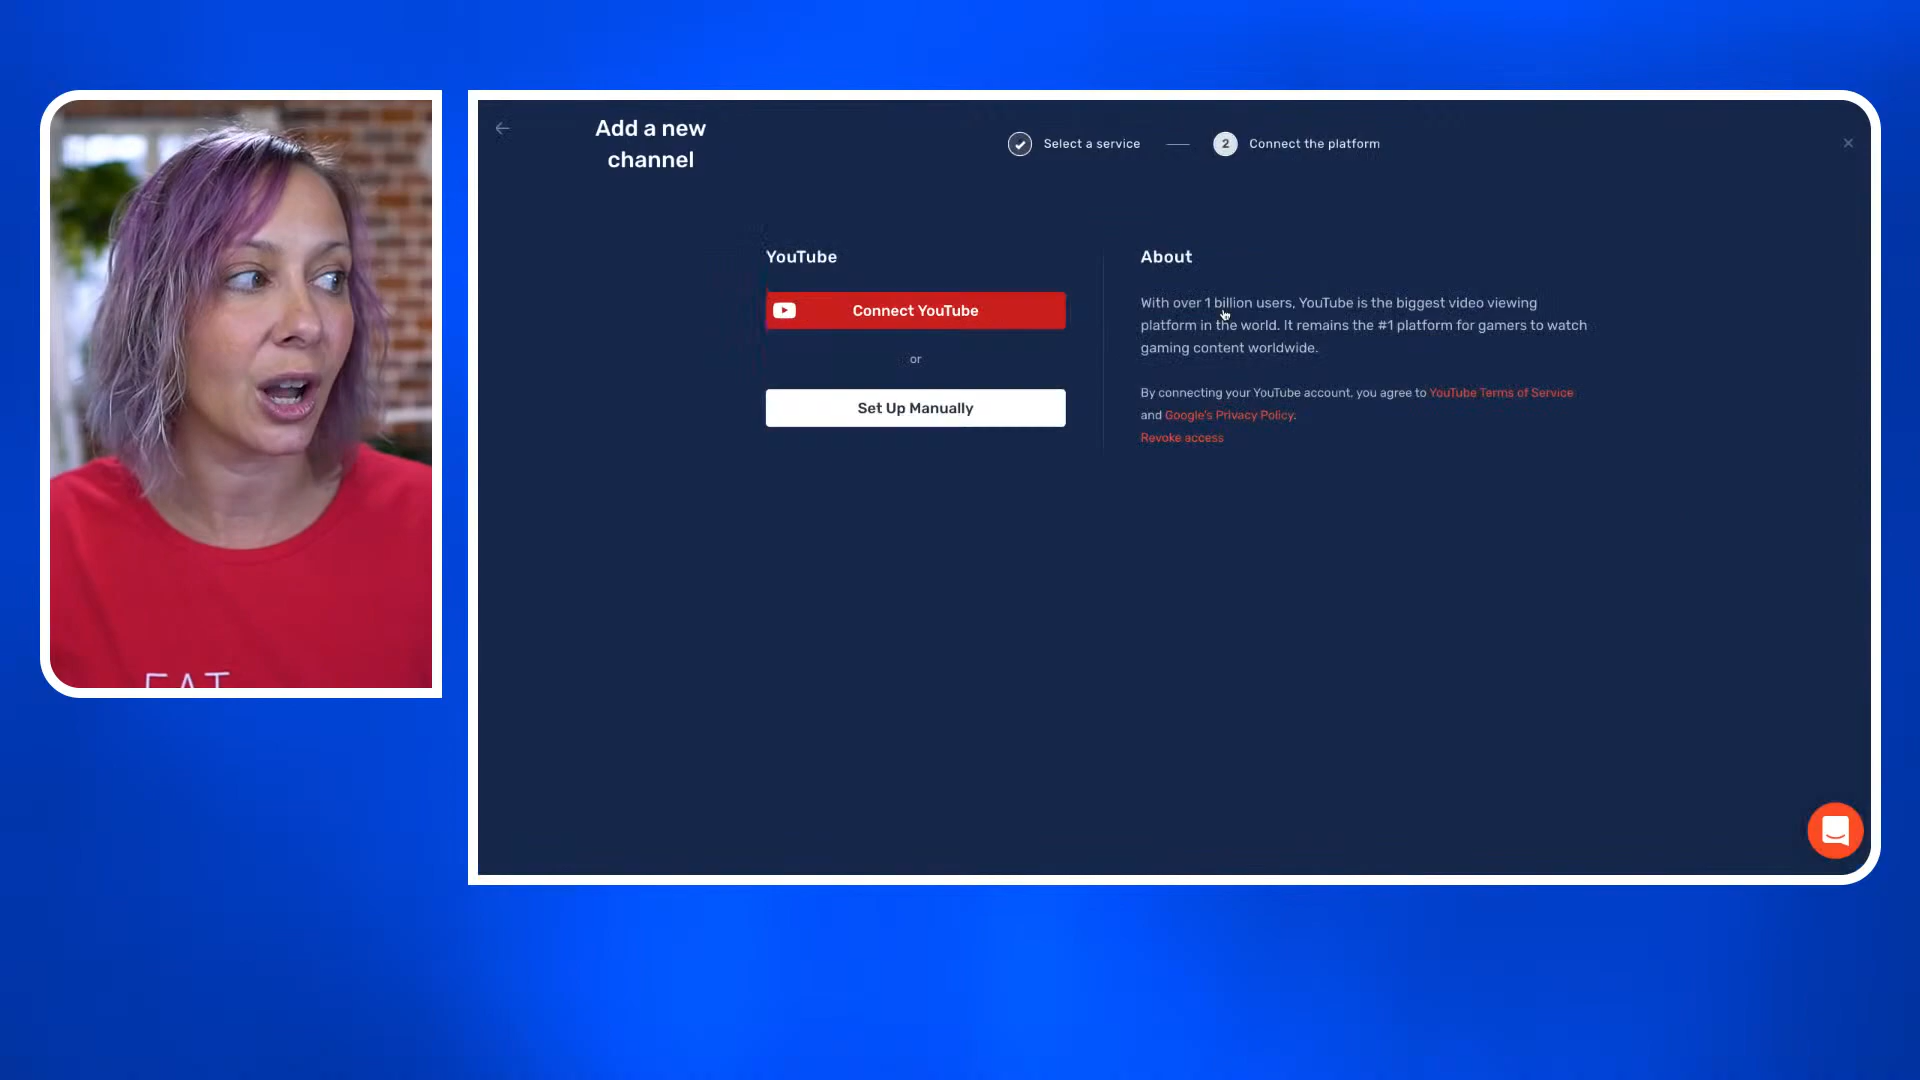 Add a new
channel
Select a service
2
Connect the platform
YouTube
Connect YouTube
or
Set Up Manually
About
With over 1 billion users, YouTube is the biggest video viewing
platform in the world. It remains the #1 platform for gamers to watch
gaming content worldwide.
By connecting your YouTube account, you agree to YouTube Terms of Service
and Google's Privacy Policy.
Revoke access
EAT